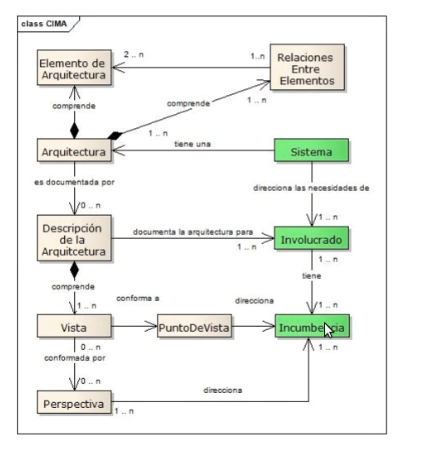 class CIMA
Elemento de
Arquitectura
2 .. n
1..n
Relaciones
Entre
Elementos
comprende
comprende
1 .. n
1 .. n
Arquitectura
tiene una
Sistema
es documentada por
direcciona las necesidades de
/0 .. n
/1 .. n
Descripción
de la
Arquitcetura
documenta la arquitectura para
1 .. n
Involucrado
1 .. n
comprende
tiene
/1 .. n
conforma a
direcciona
/1 .. n
Vista
PuntoDeVista
Incumbencia
0 .. n
1 .. n
conformada por
/0 .. n
direcciona
Perspectiva
1 .. n